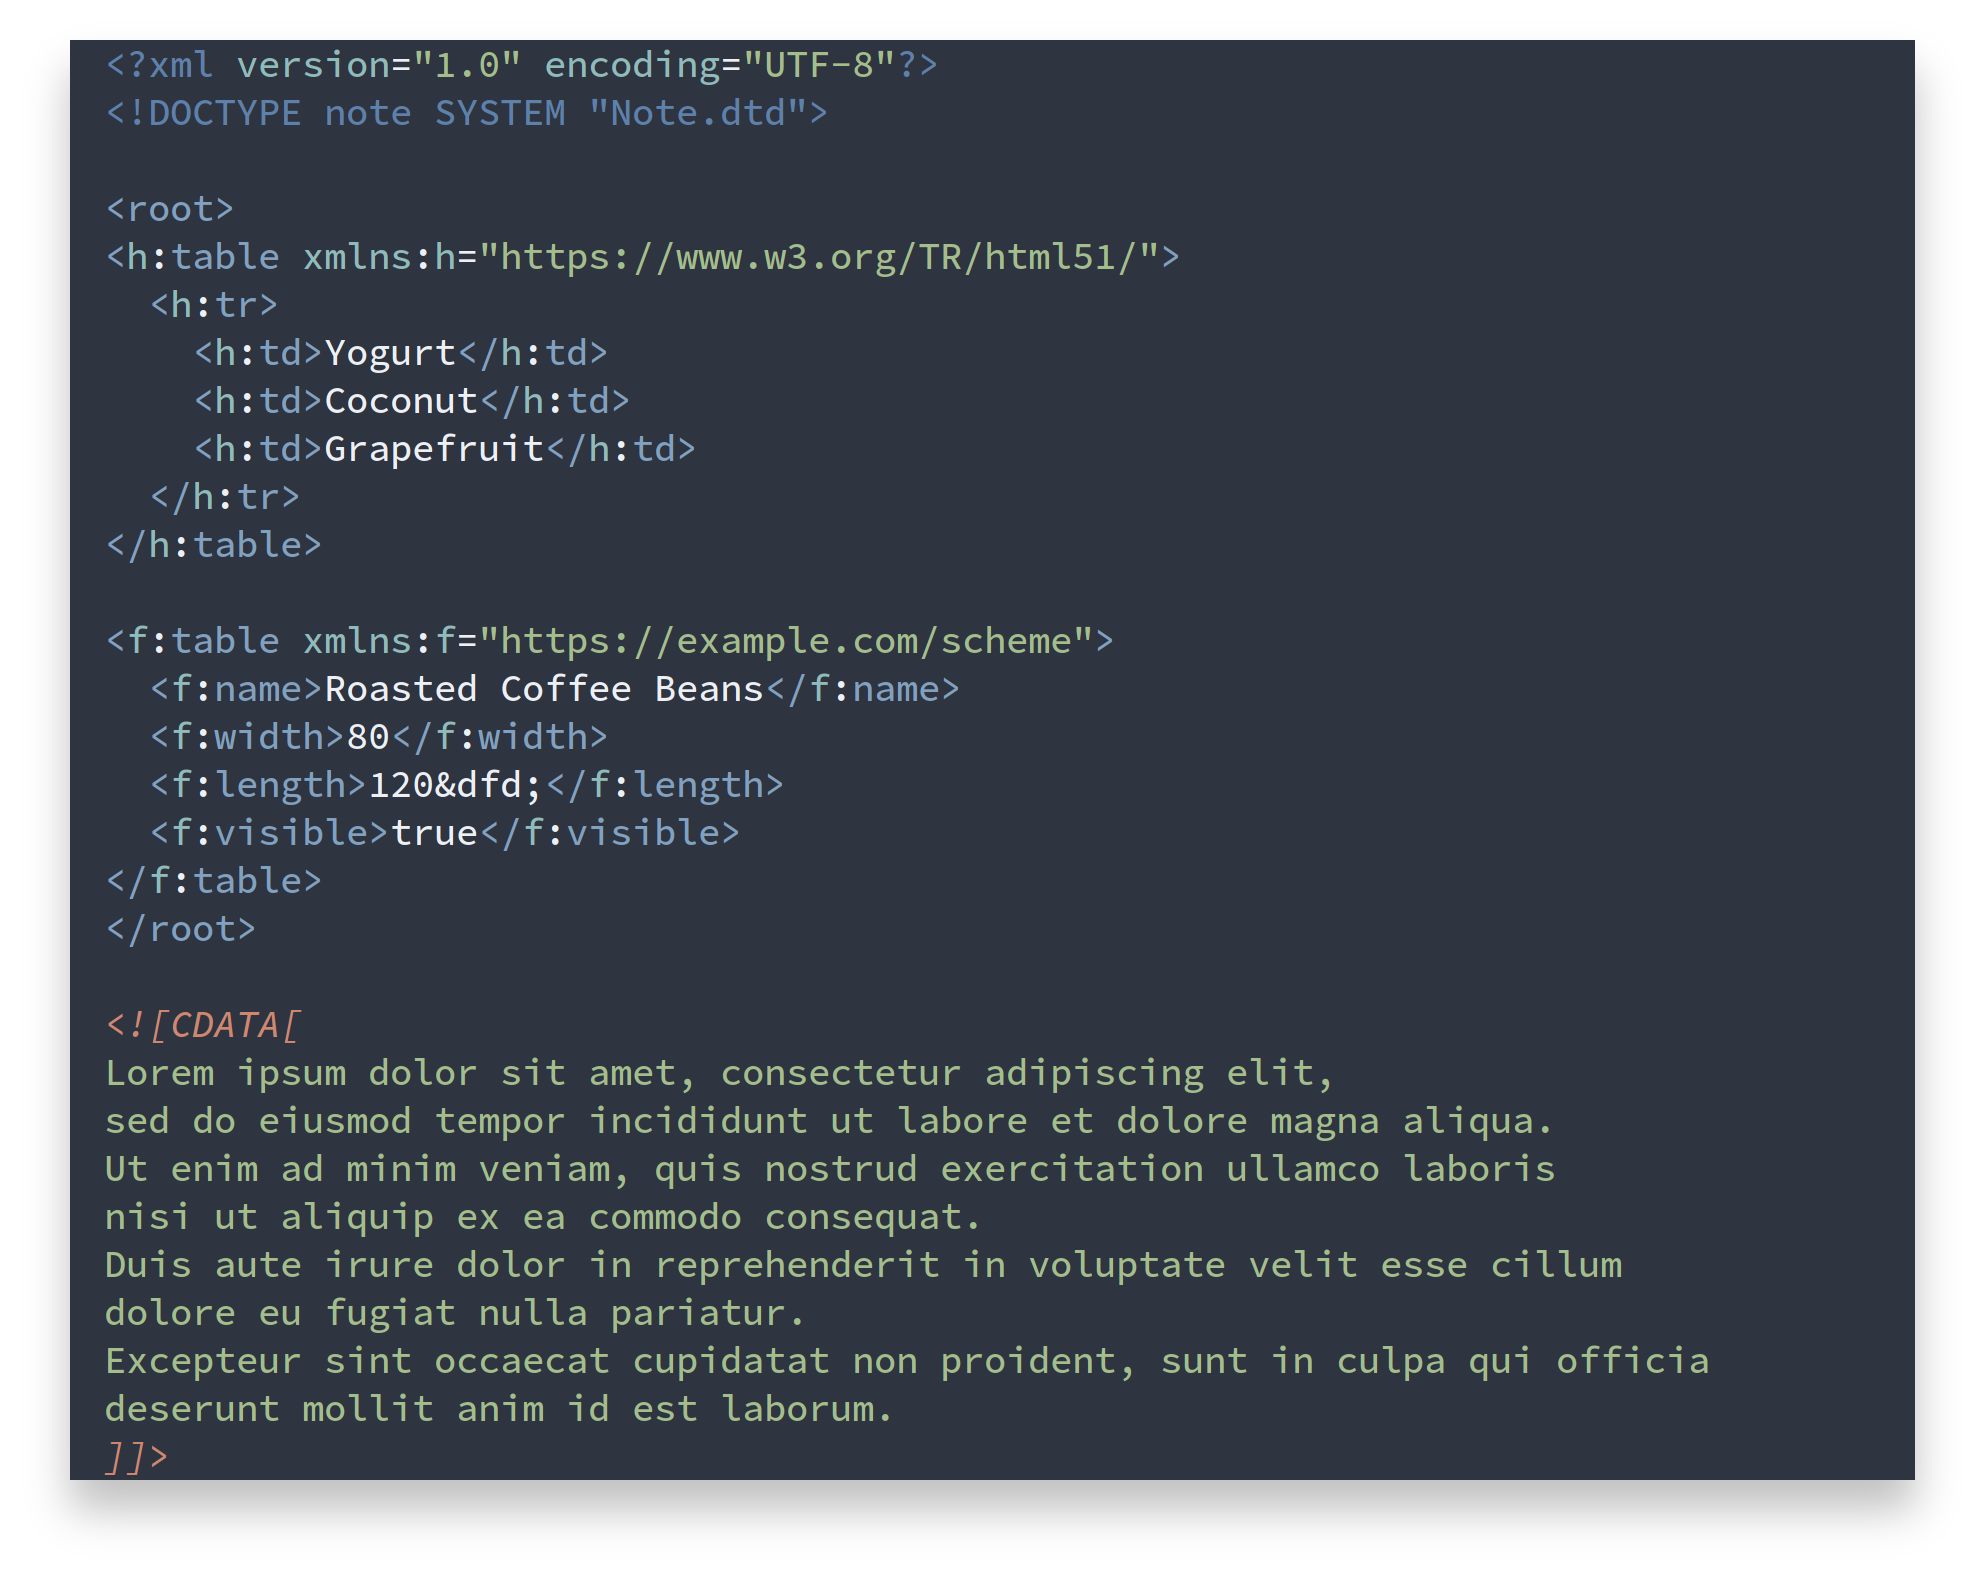 <?xml version="1.0" encoding="UTF-8"?>
<!DOCTYPE note SYSTEM "Note.dtd">

<root>
<h:table xmlns:h="https://www.w3.org/TR/html51/">
  <h:tr>
    <h:td>Yogurt</h:td>
    <h:td>Coconut</h:td>
    <h:td>Grapefruit</h:td>
  </h:tr>
</h:table>

<f:table xmlns:f="https://example.com/scheme">
  <f:name>Roasted Coffee Beans</f:name>
  <f:width>80</f:width>
  <f:length>120&dfd;</f:length>
  <f:visible>true</f:visible>
</f:table>
</root>

<![CDATA[
Lorem ipsum dolor sit amet, consectetur adipiscing elit,
sed do eiusmod tempor incididunt ut labore et dolore magna aliqua.
Ut enim ad minim veniam, quis nostrud exercitation ullamco laboris
nisi ut aliquip ex ea commodo consequat.
Duis aute irure dolor in reprehenderit in voluptate velit esse cillum
dolore eu fugiat nulla pariatur.
Excepteur sint occaecat cupidatat non proident, sunt in culpa qui officia
deserunt mollit anim id est laborum.
]]>